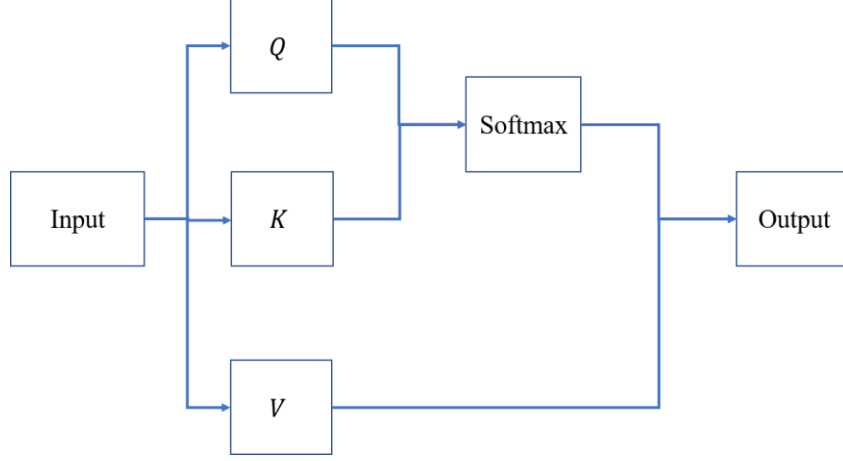 Q
Softmax
Input
K
Output
V